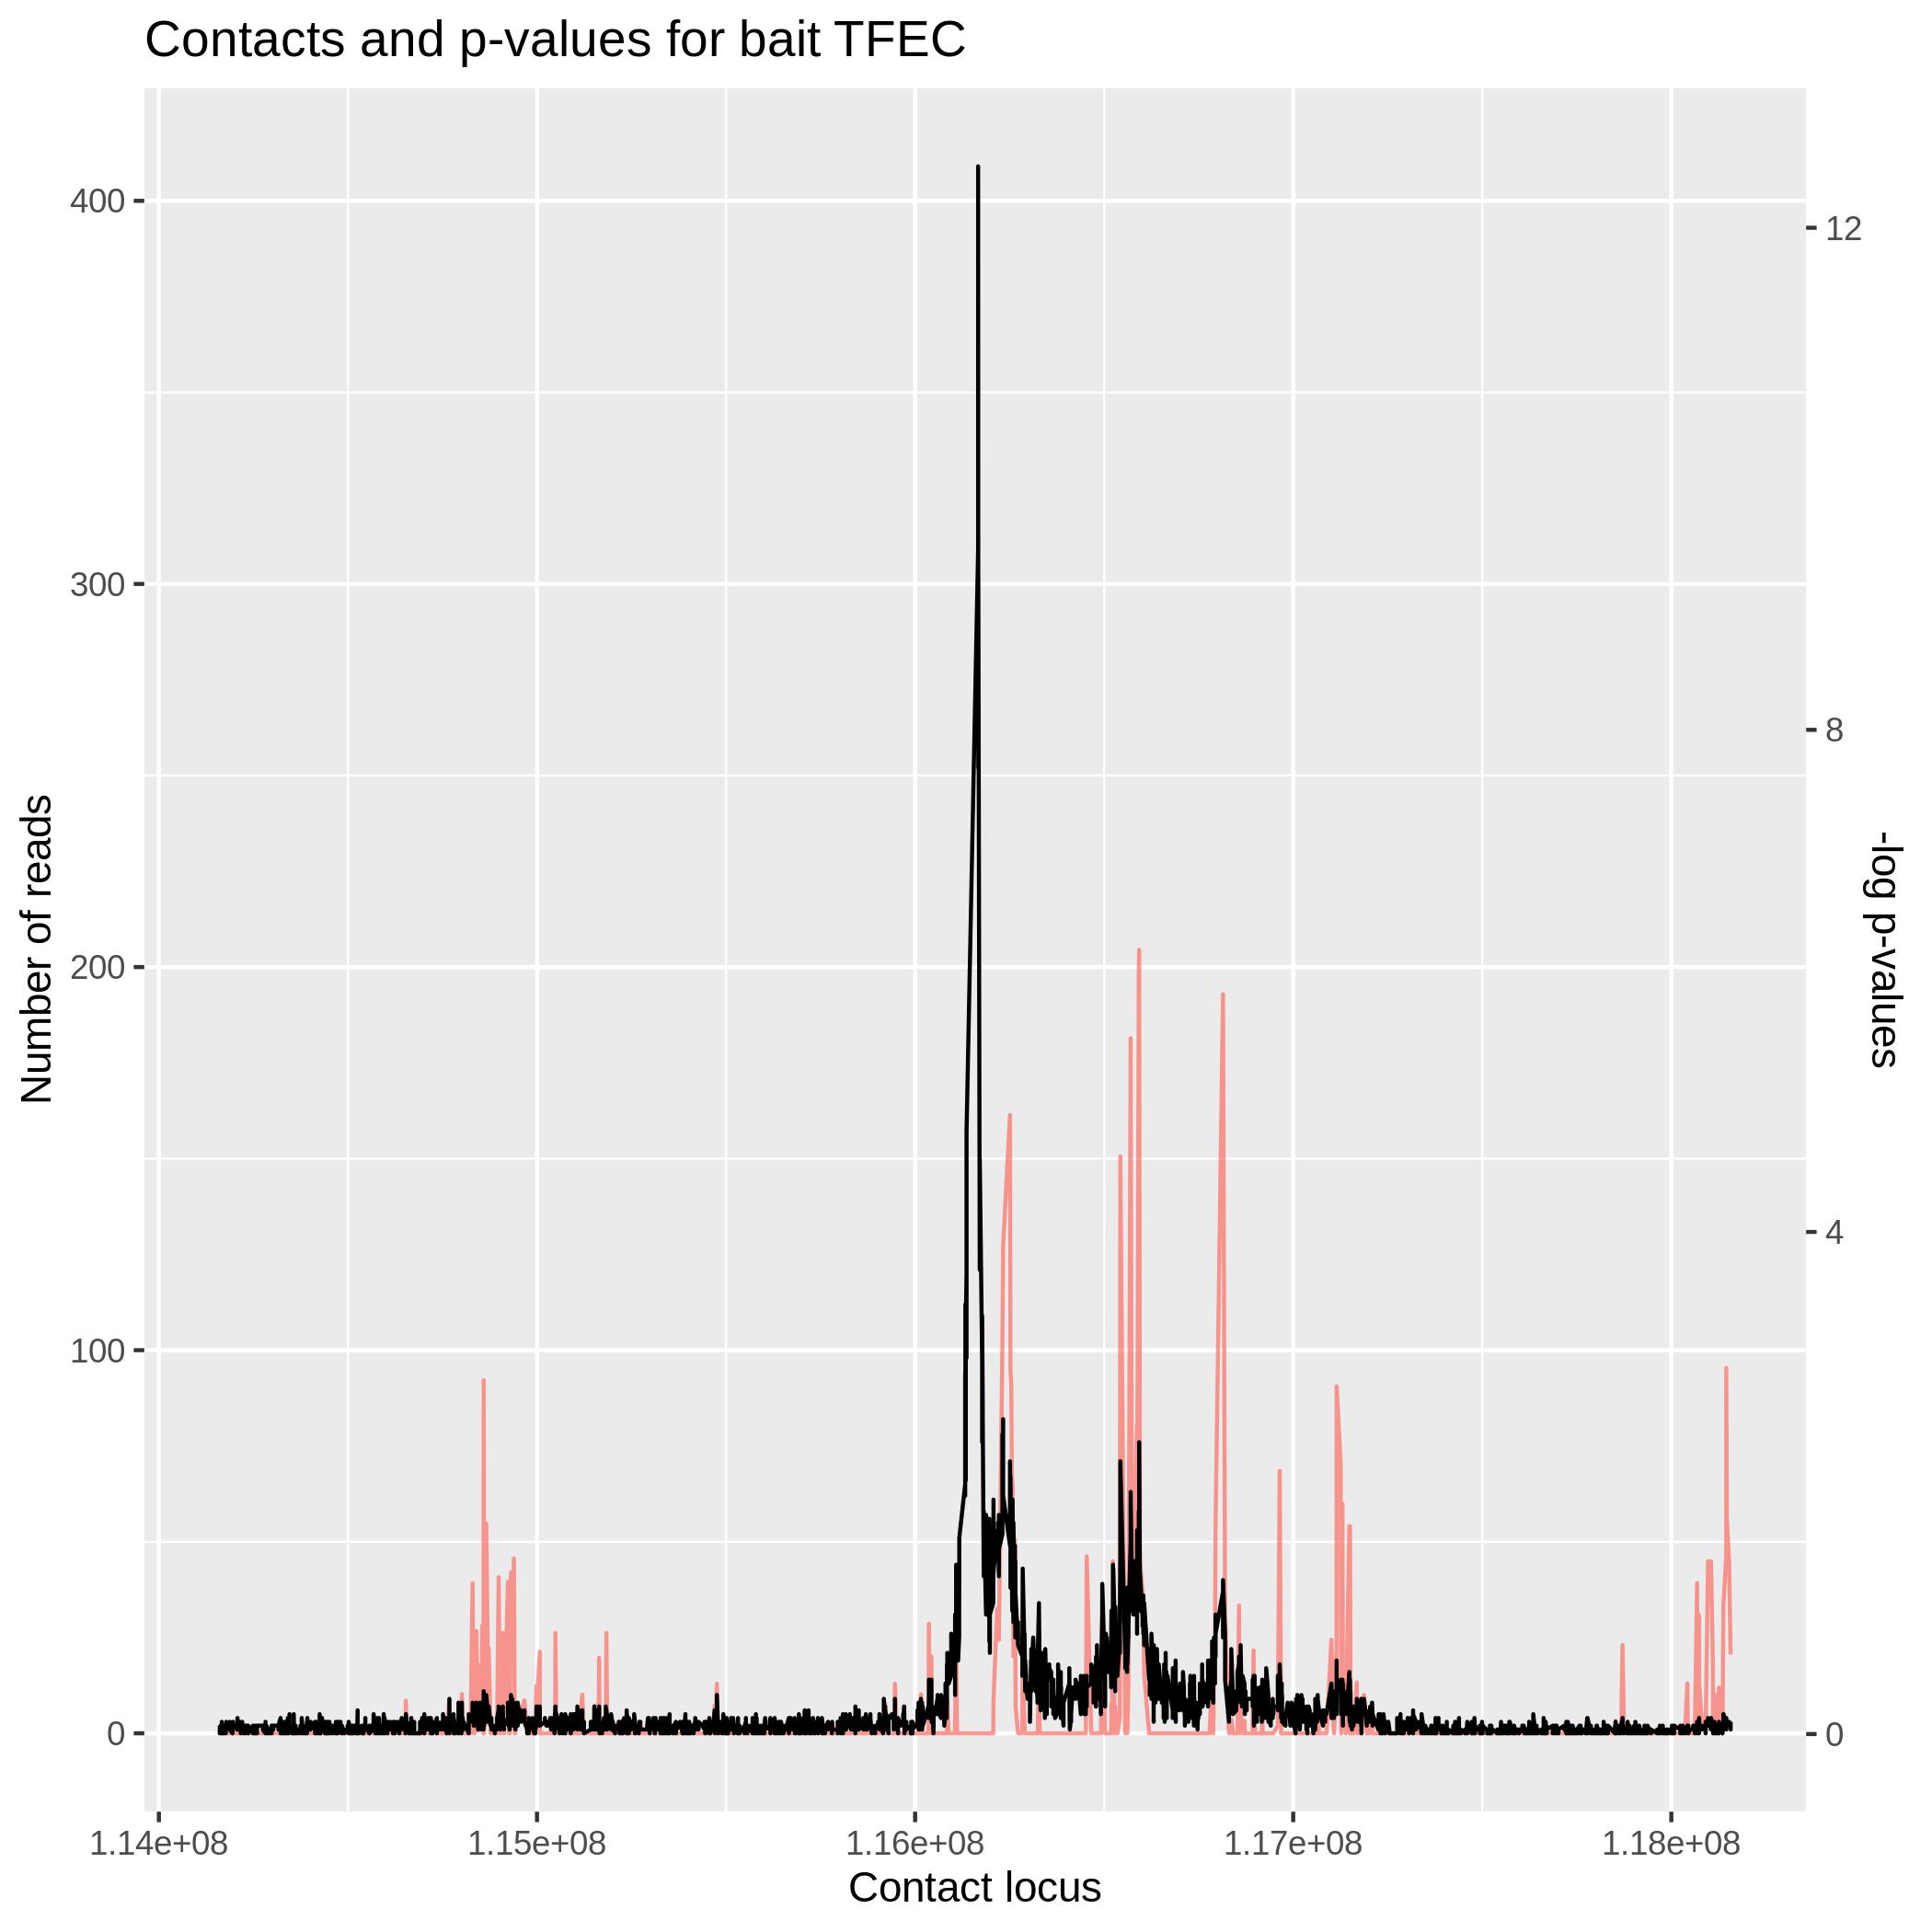 Contacts and p-values for bait TFEC
400
300
200
100
0
12
8
4
0
Number of reads
-log p-values
1.14e+08
1.15e+08
1.16e+08
1.17e+08
1.18e+08
Contact locus